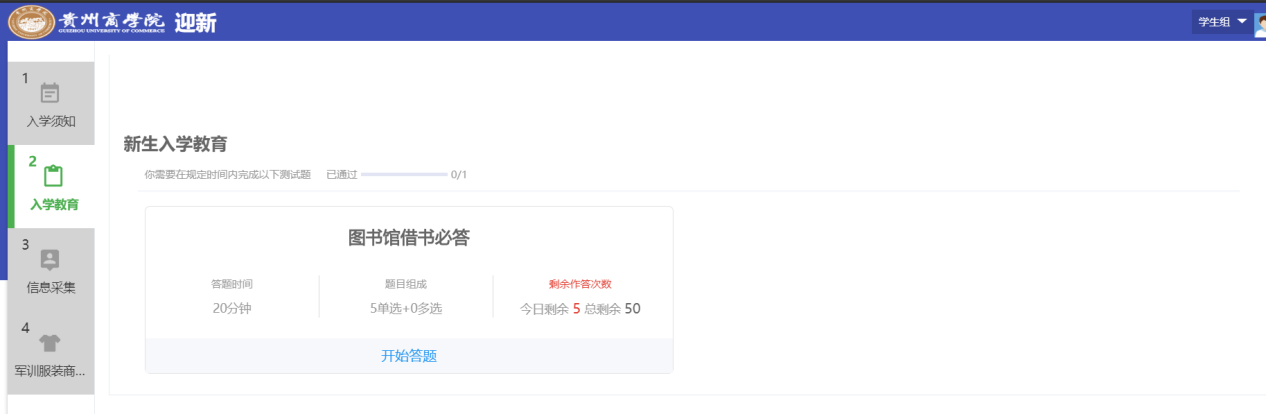 贵州商学院 迎新
GUIZHOU UNIVERSITY OF COMMERCE
学生组
1
入学须知
2
入学教育
3
信息采集
4
军训服装商...
新生入学教育
你需要在规定时间内完成以下测试题 已通过 0/1
图书馆借书必答
答题时间 题目组成 剩余作答次数
20分钟 5单选+0多选 今日剩余 5 总剩余 50
开始答题